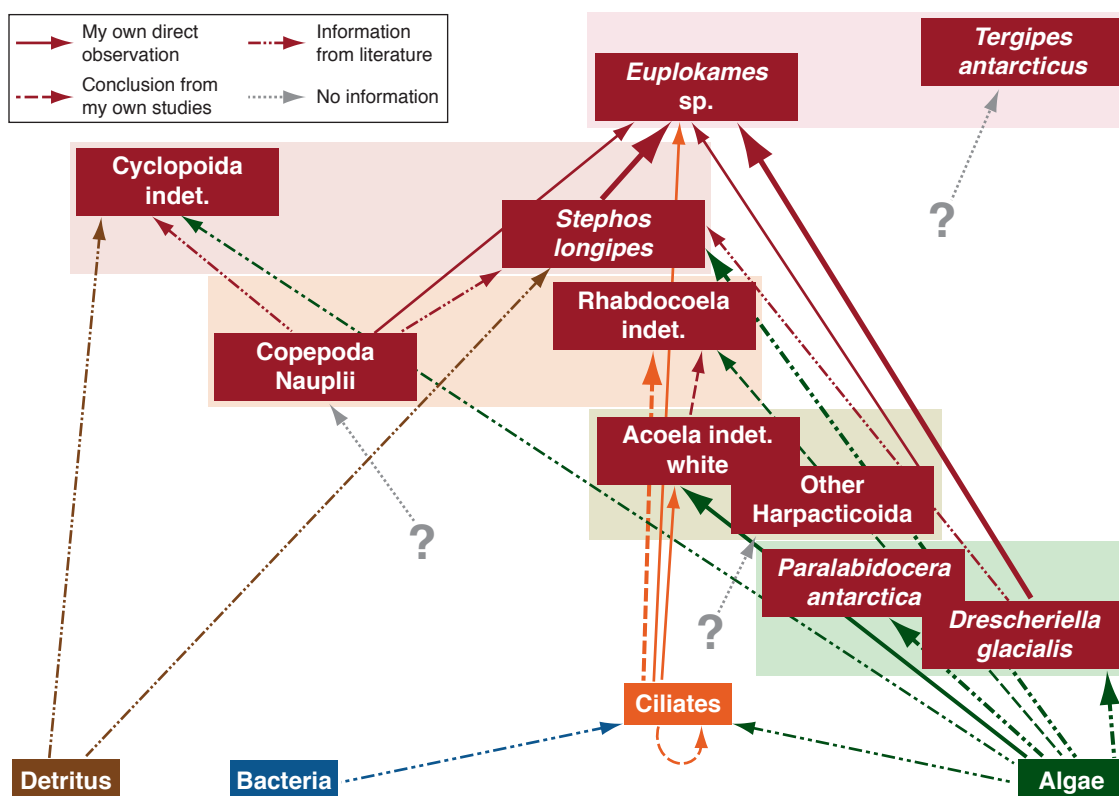 My own direct
observation
Information
from literature
Conclusion from
my own studies
No information
Tergipes
antarcticus
Euplokames
sp.
Cyclopoida
indet.
?
Stephos
longipes
Rhabdocoela
indet.
Copepoda
Nauplii
Acoela indet.
white
Other
Harpacticoida
?
Paralabidocera
antarctica
?
Drescheriella
glacialis
Ciliates
Detritus
Bacteria
Algae